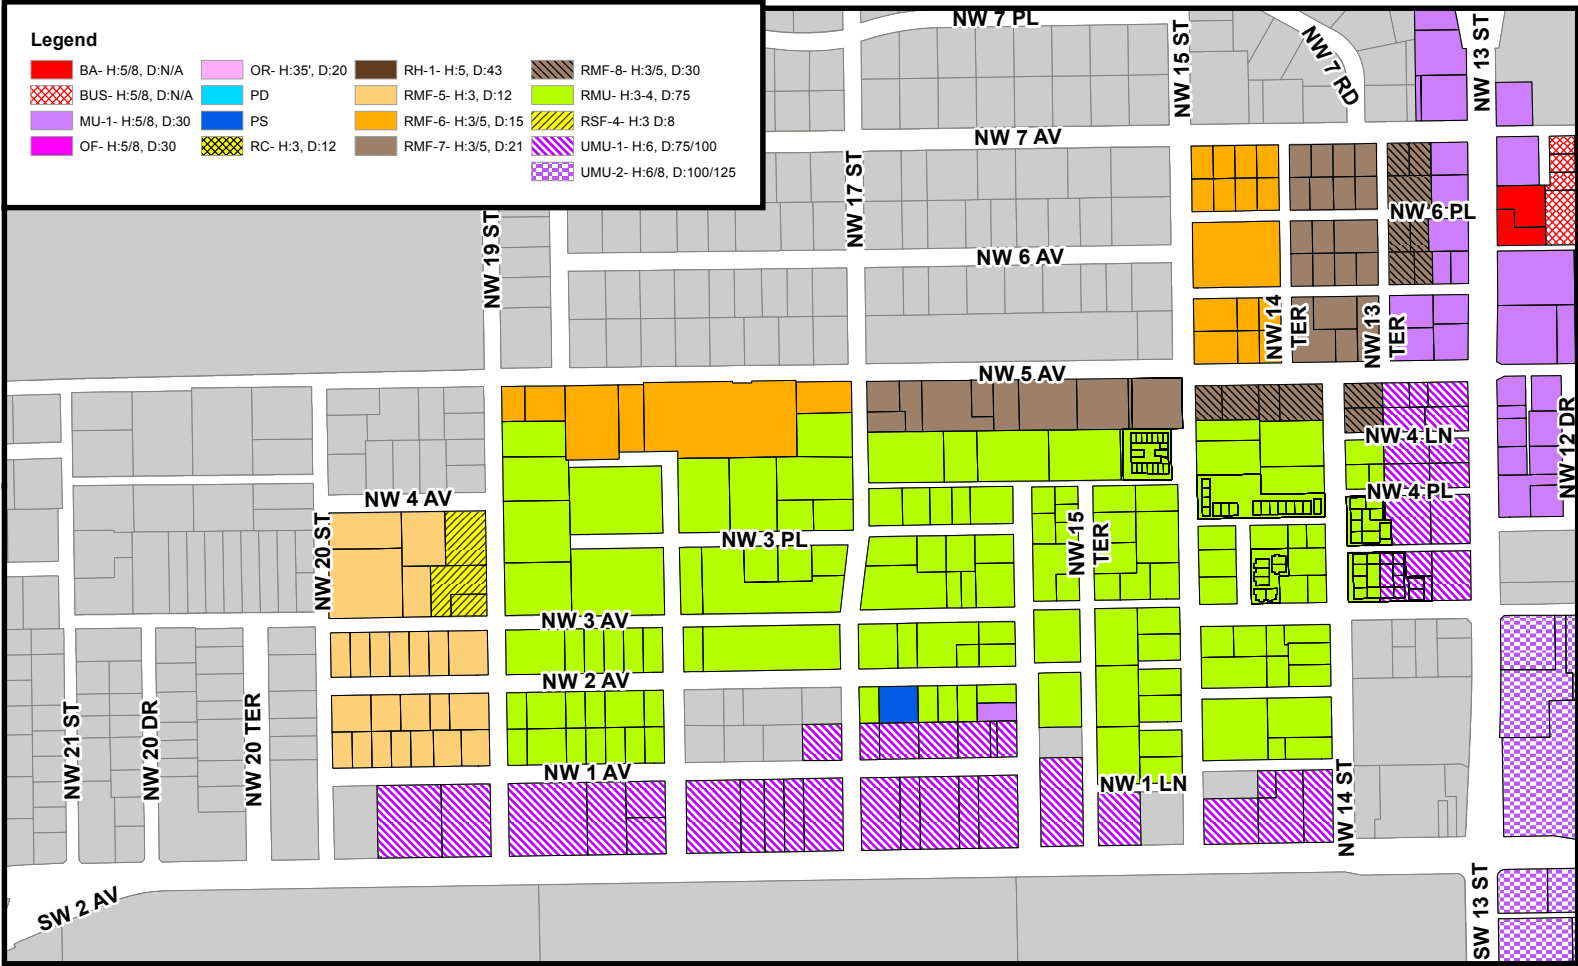 Legend
BA- H:5/8, D:N/A
BUS- H:5/8, D:N/A
MU-1- H:5/8, D:30
OF- H:5/8, D:30
OR- H:35', D:20
PD
PS
RC- H:3, D:12
RH-1- H:5, D:43
RMF-5- H:3, D:12
RMF-6- H:3/5, D:15
RMF-7- H:3/5, D:21
RMF-8- H:3/5, D:30
RMU- H:3-4, D:75
RSF-4- H:3 D:8
UMU-1- H:6, D:75/100
UMU-2- H:6/8, D:100/125
NW 7 PL
NW 15 ST
NW 7 RD
NW 13 ST
NW 7 AV
NW 17 ST
NW 19 ST
NW 6 PL
NW 6 AV
NW 14
TER
NW 13
TER
NW 5 AV
NW 12 DR
NW 4 LN
NW 4 AV
NW 4 PL
NW 20 ST
NW 3 PL
NW 15
TER
NW 3 AV
NW 2 AV
NW 21 ST
NW 20 DR
NW 20 TER
NW 1 AV
NW 1 LN
NW 14 ST
SW 2 AV
SW 13 ST